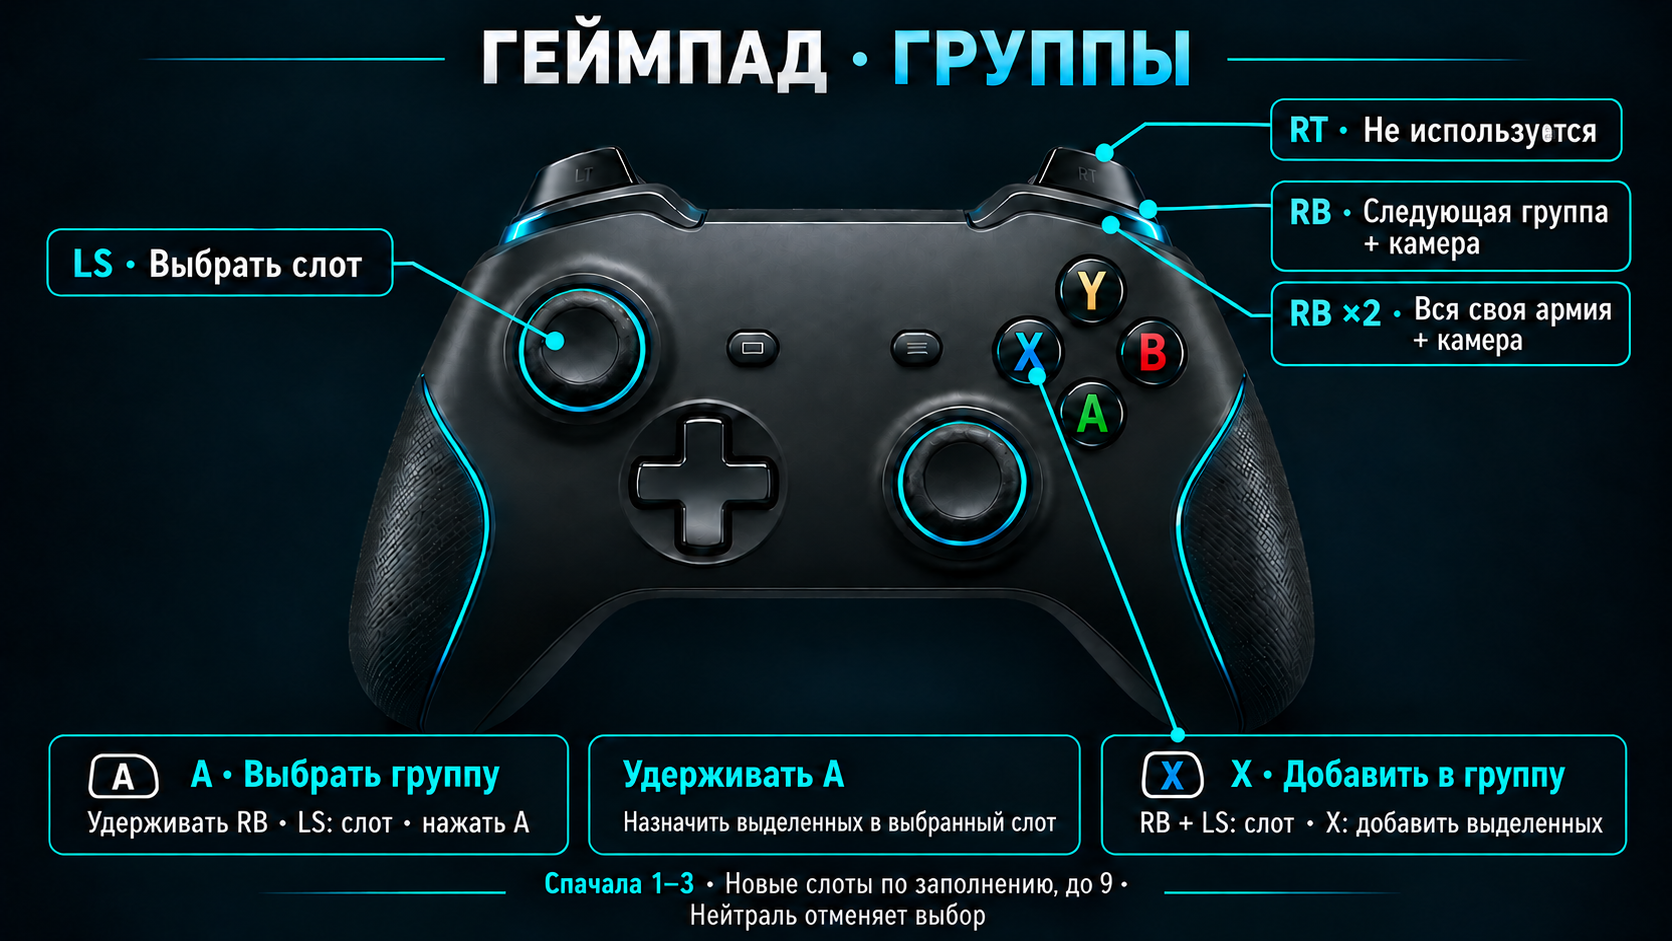 ГЕЙМПАД · ГРУППЫ
RT · Не используется
LT
RT
RB · Следующая группа
+ камера
LS · Выбрать слот
RB ×2 · Вся своя армия
+ камера
Y
X
B
A
A A · Выбрать группу
Удерживать RB · LS: слот · нажать A
Удерживать A
Назначить выделенных в выбранный слот
X X · Добавить в группу
RB + LS: слот · X: добавить выделенных
Спачала 1–3 · Новые слоты по заполнению, до 9 ·
Нейтраль отменяет выбор